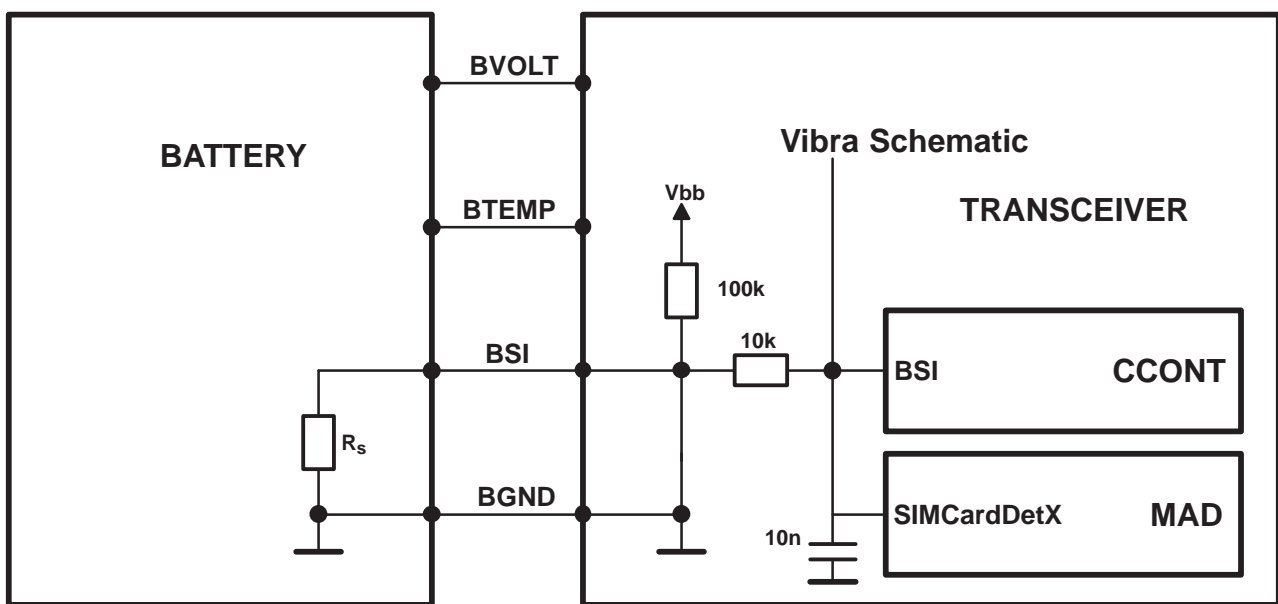 BVOLT
BATTERY
Vibra Schematic
BTEMP
Vbb
TRANSCEIVER
100k
10k
BSI
BSI
CCONT
Rs
BGND
SIMCardDetX
MAD
10n